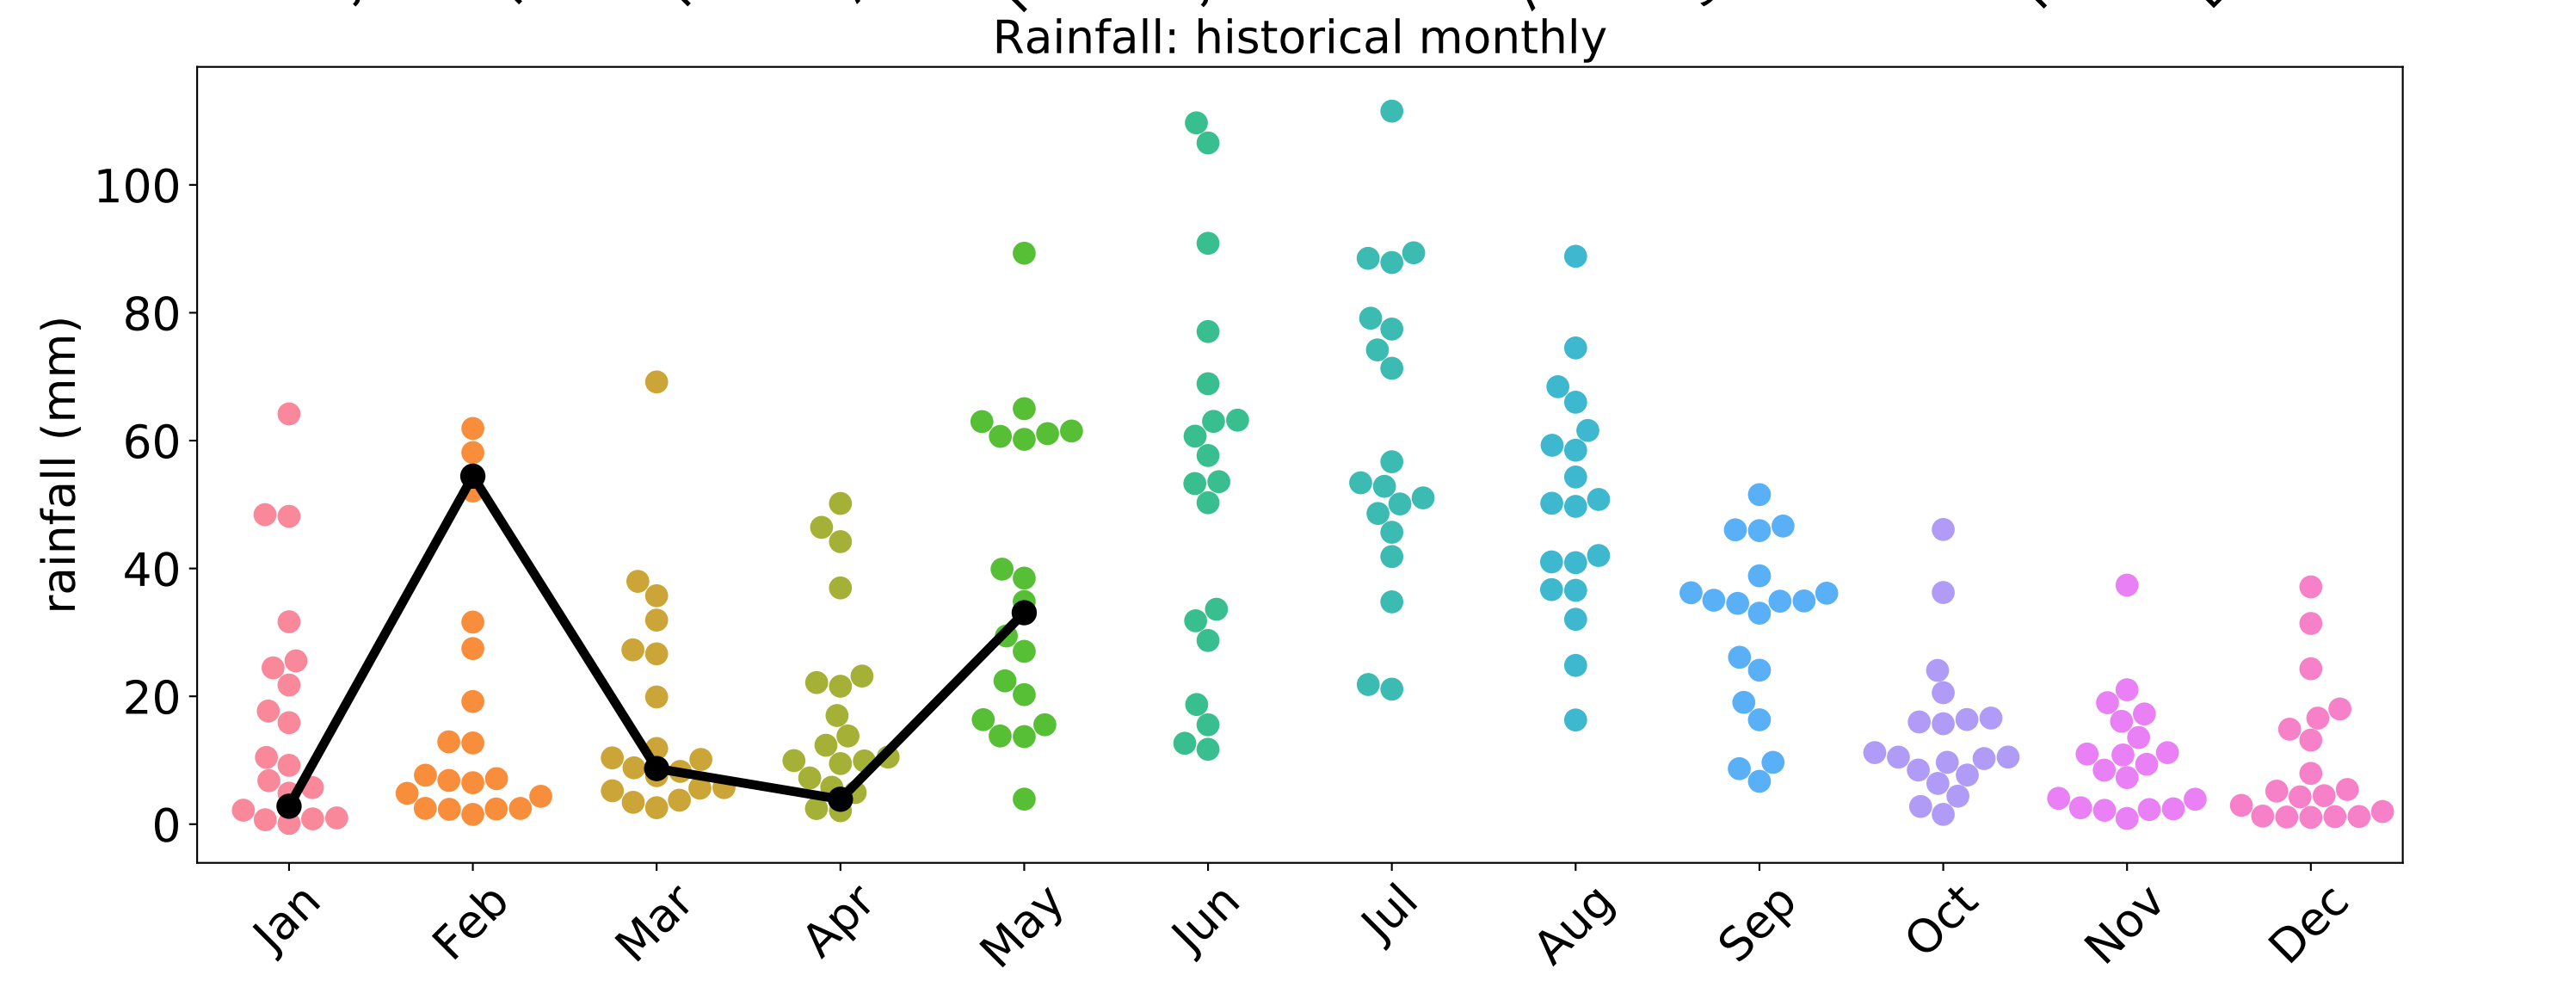 Rainfall: historical monthly
rainfall (mm)
100
80
60
40
20
0
Jan
Feb
Mar
Apr
May
Jun
Jul
Aug
Sep
Oct
Nov
Dec